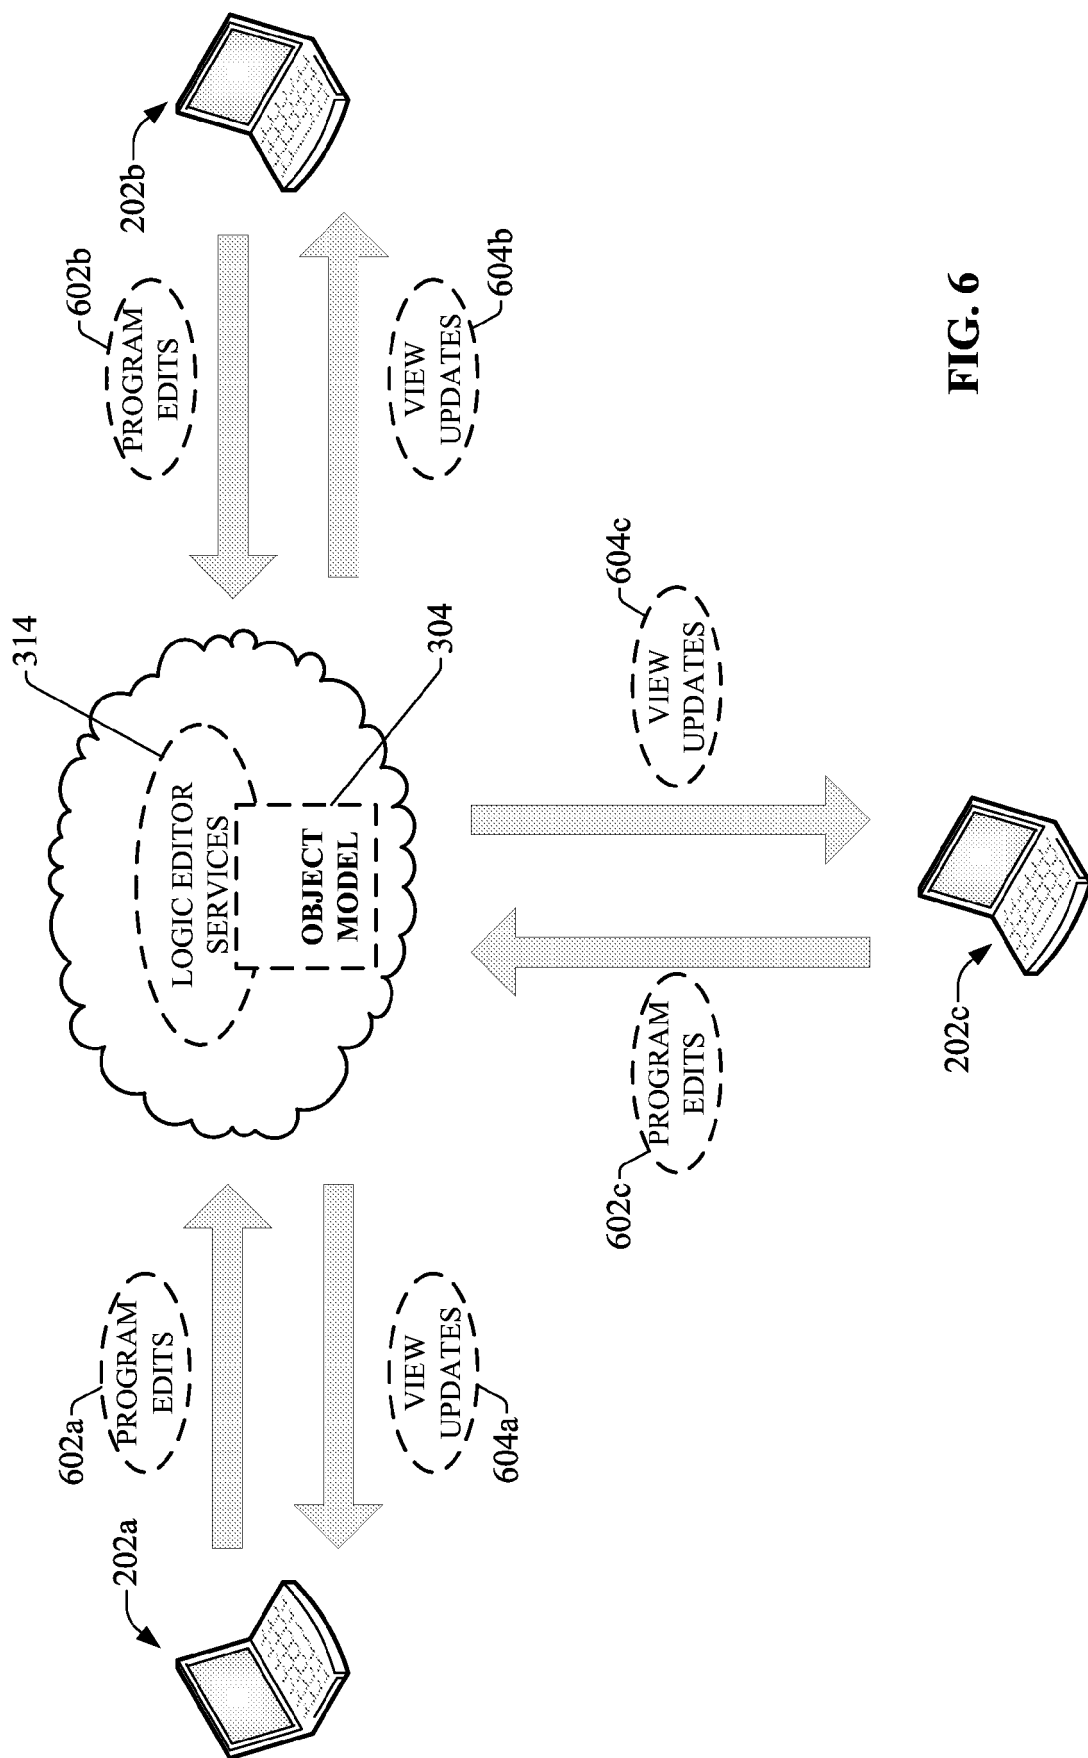 314
202a
602a
PROGRAM
EDITS
LOGIC EDITOR
SERVICES
602b
PROGRAM
EDITS
202b
OBJECT
MODEL
304
VIEW
UPDATES
604a
VIEW
UPDATES
604b
602c
PROGRAM
EDITS
VIEW
UPDATES
604c
202c
FIG. 6